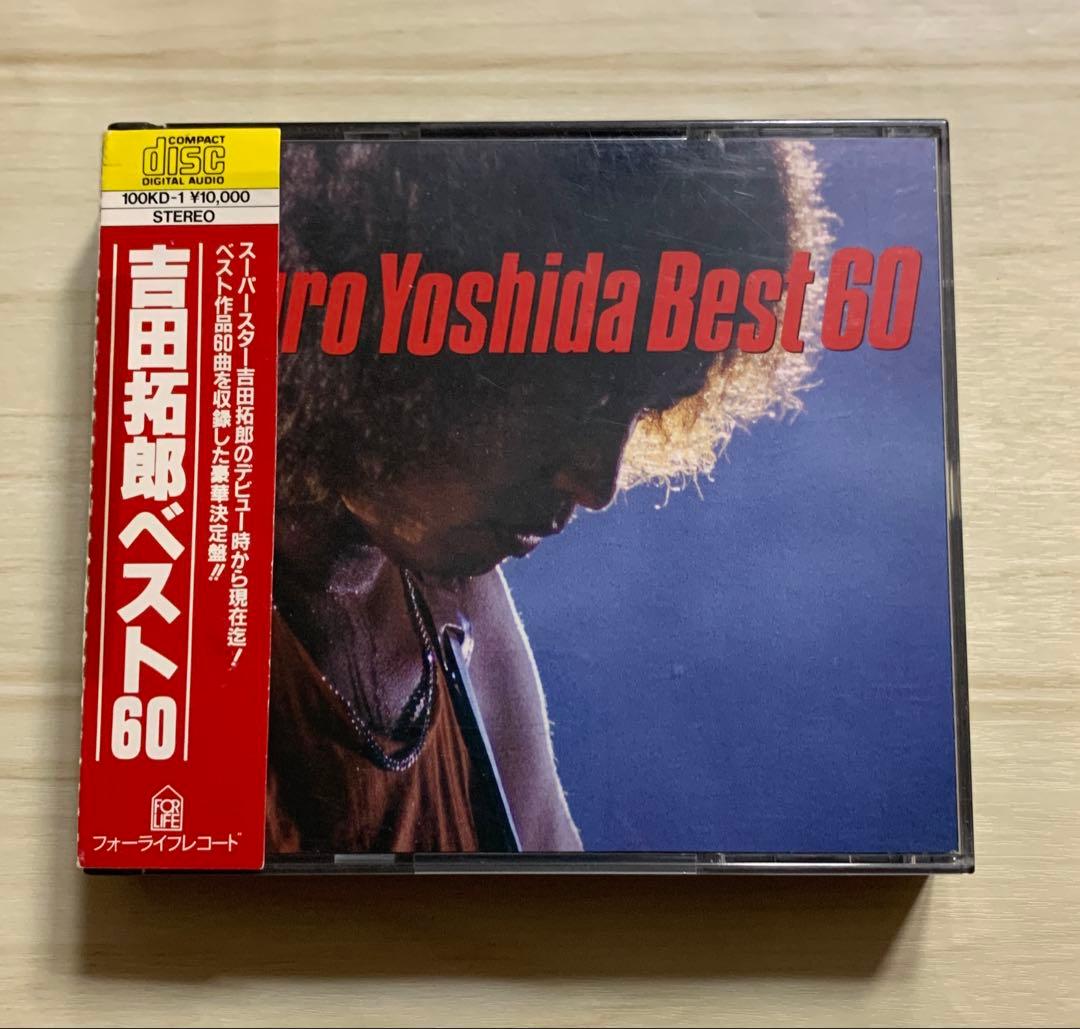 COMPACT
disc
DIGITAL AUDIO
100KD-1 ¥10,000
STEREO
スーパースター吉田拓郎のデビュー時から現在迄!
ベスト作品60曲を収録した豪華決定盤!!
吉田拓郎ベスト60
uro Yoshida Best 60
FOR
LIFE
フォーライフレコード